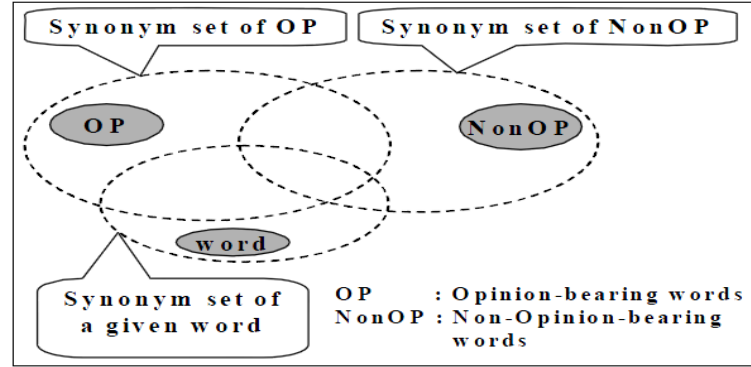 Synonym set of OP
Synonym set of NonOP
OP
NonOP
word
Synonym set of
a given word
OP : Opinion-bearing words
NonOP : Non-Opinion-bearing
words